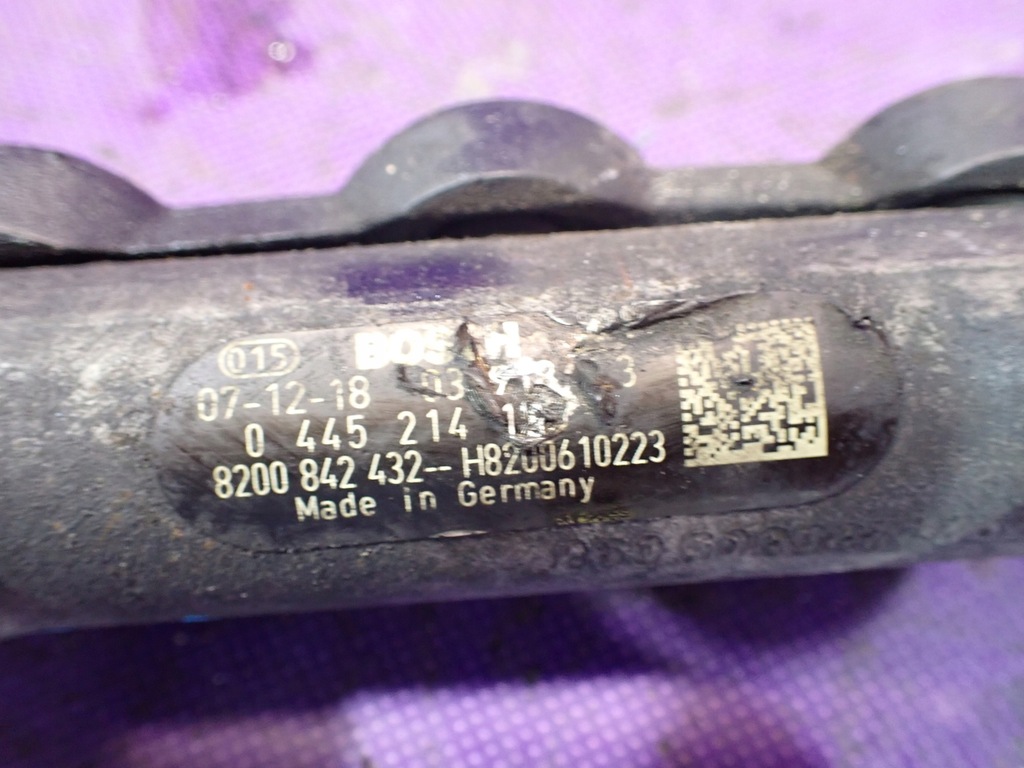 015 BOSCH
07-12-18
0 445 214
8200 842 432-- H8200610223
Made in Germany